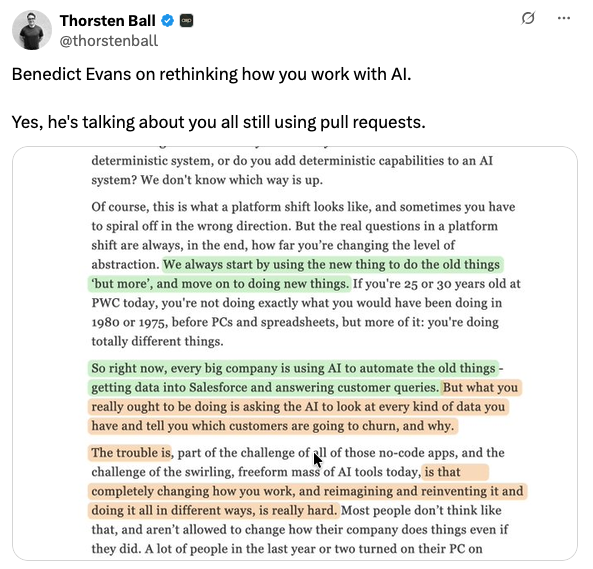 Thorsten Ball
@thorstenball
Benedict Evans on rethinking how you work with AI.
Yes, he's talking about you all still using pull requests.
deterministic system, or do you add deterministic capabilities to an AI
system? We don't know which way is up.
Of course, this is what a platform shift looks like, and sometimes you have
to spiral off in the wrong direction. But the real questions in a platform
shift are always, in the end, how far you're changing the level of
abstraction. We always start by using the new thing to do the old things
‘but more’, and move on to doing new things. If you're 25 or 30 years old at
PWC today, you're not doing exactly what you would have been doing in
1980 or 1975, before PCs and spreadsheets, but more of it: you're doing
totally different things.
So right now, every big company is using AI to automate the old things -
getting data into Salesforce and answering customer queries. But what you
really ought to be doing is asking the AI to look at every kind of data you
have and tell you which customers are going to churn, and why.
The trouble is, part of the challenge of all of those no-code apps, and the
challenge of the swirling, freeform mass of AI tools today, is that
completely changing how you work, and reimagining and reinventing it and
doing it all in different ways, is really hard. Most people don’t think like
that, and aren’t allowed to change how their company does things even if
they did. A lot of people in the last year or two turned on their PC on